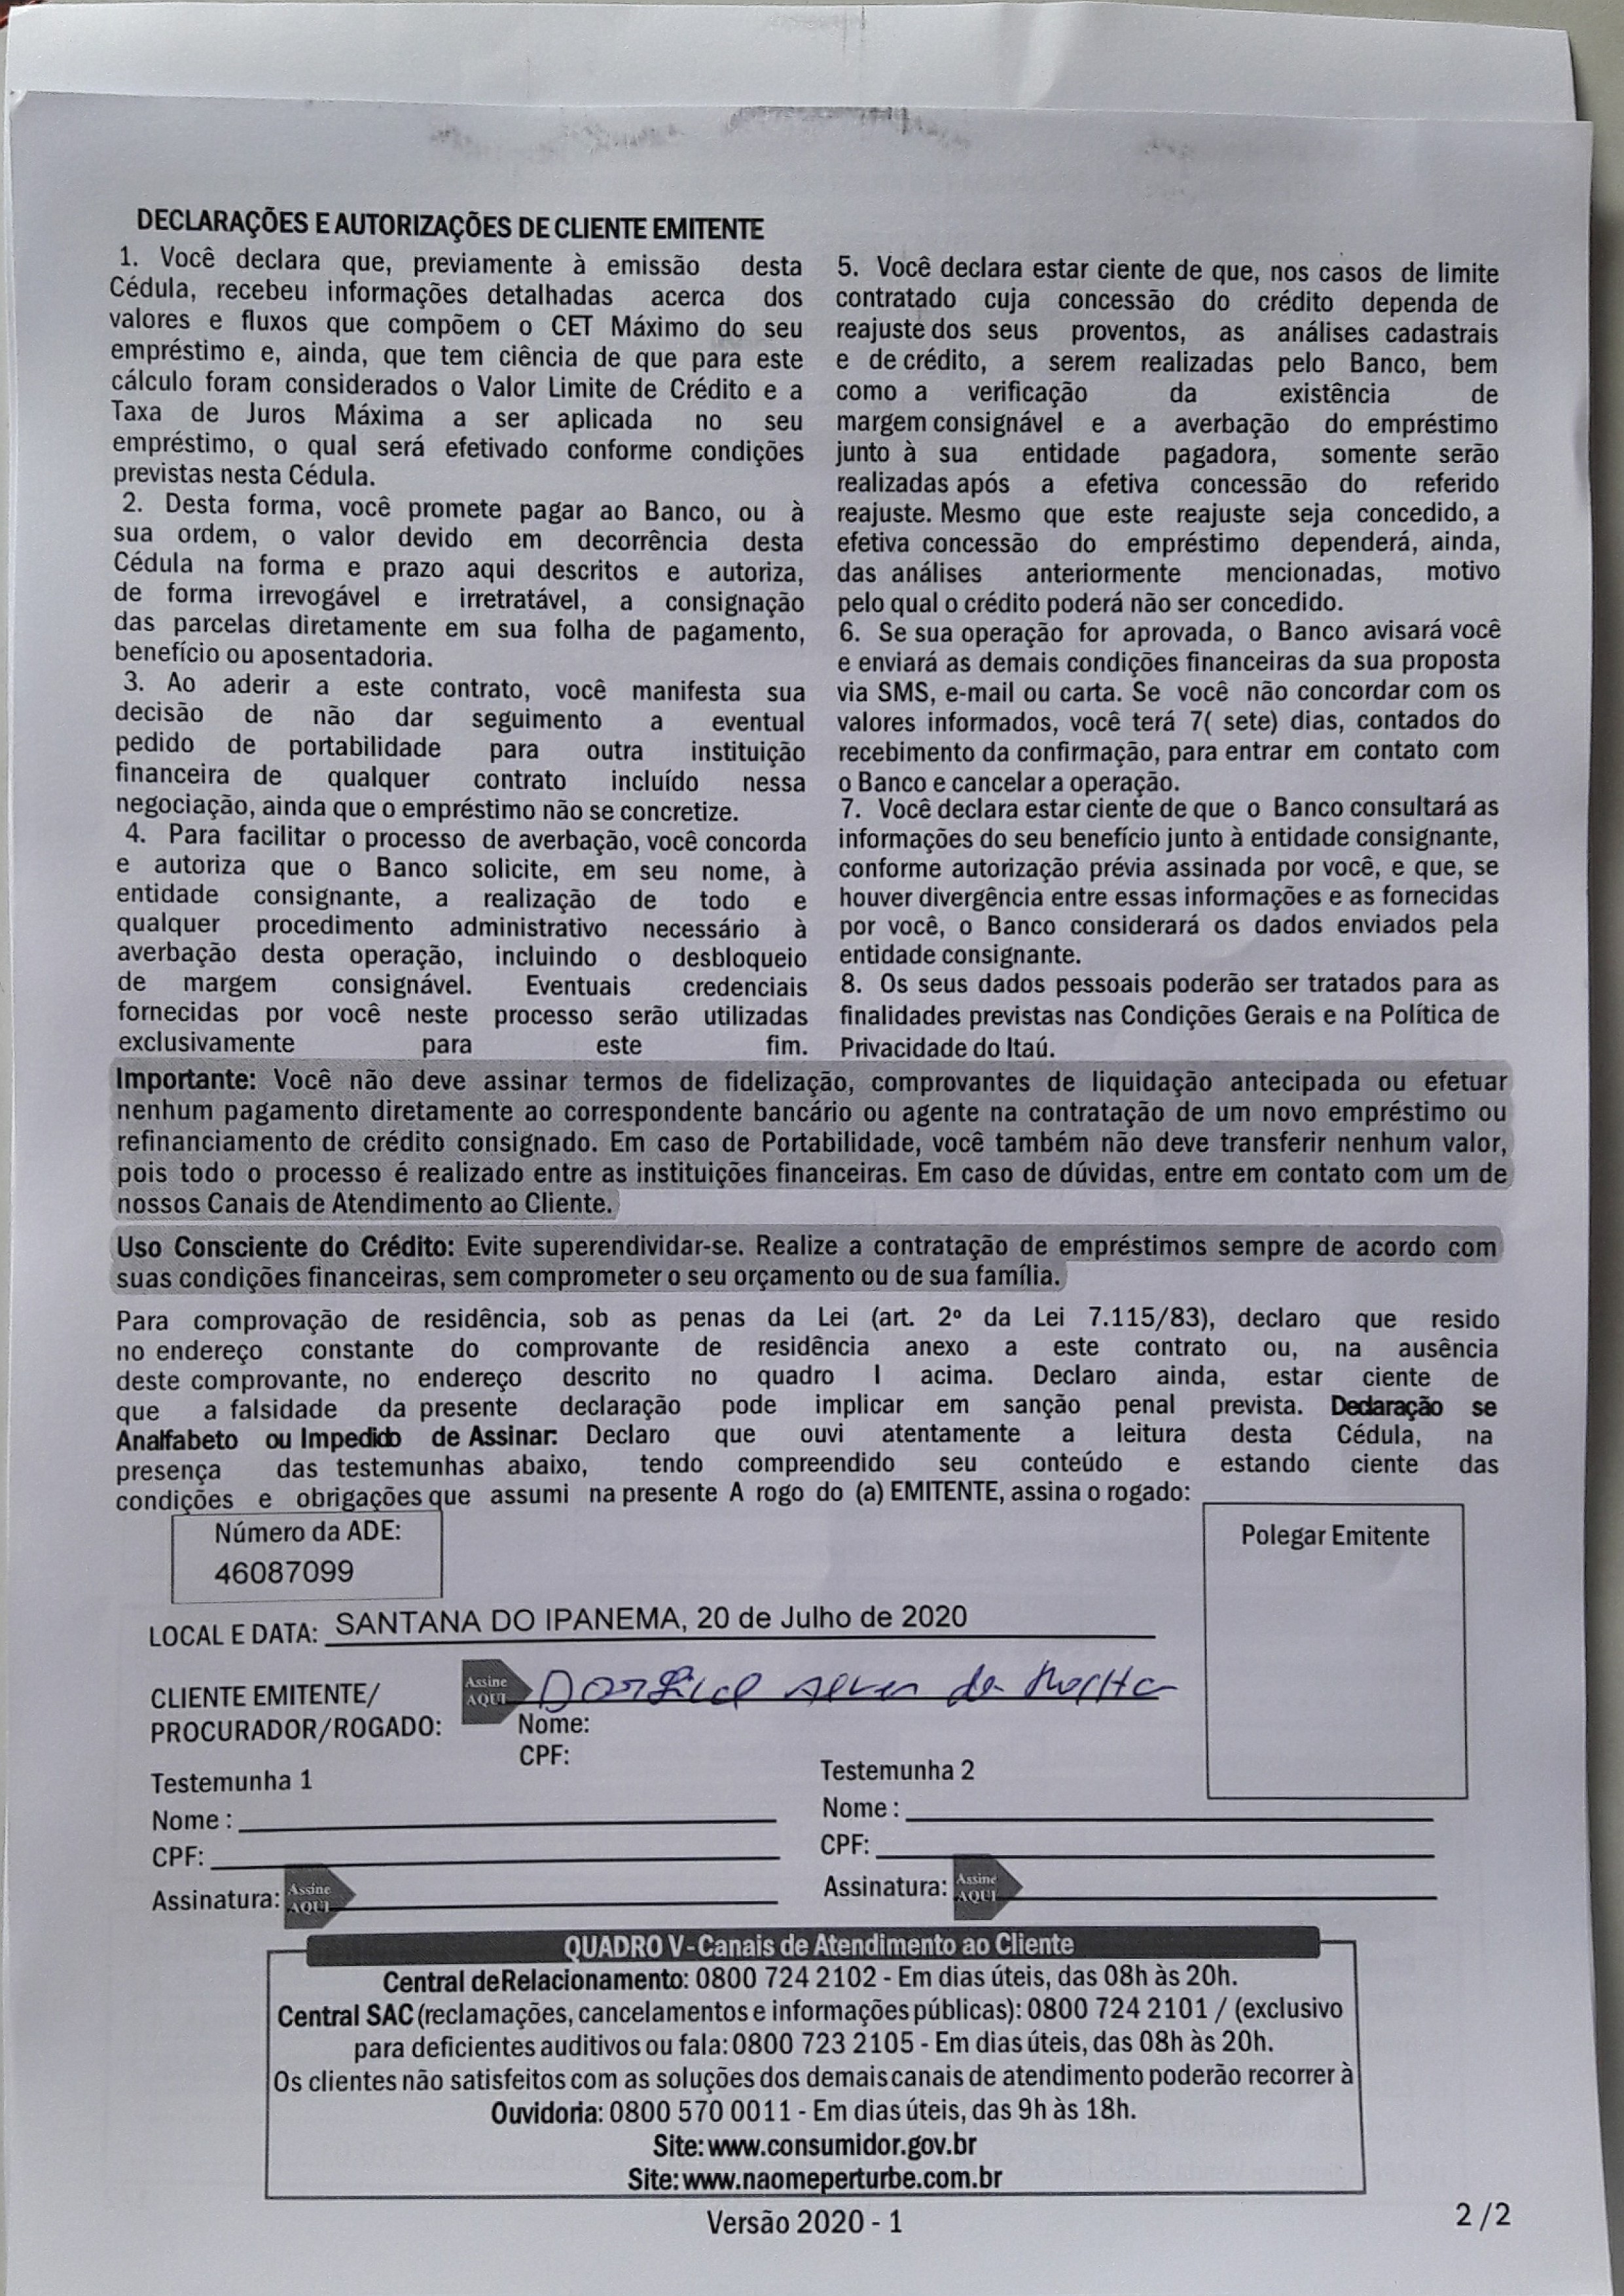 DECLARAÇÕES E AUTORIZAÇÕES DE CLIENTE EMITENTE
1. Você declara que, previamente à emissão desta
Cédula, recebeu informações detalhadas acerca dos
valores e fluxos que compõem o CET Máximo do seu
empréstimo e, ainda, que tem ciência de que para este
cálculo foram considerados o Valor Limite de Crédito e a
Taxa de Juros Máxima a ser aplicada no seu
empréstimo, o qual será efetivado conforme condições
previstas nesta Cédula.
2. Desta forma, você promete pagar ao Banco, ou à
sua ordem, o valor devido em decorrência desta
Cédula na forma e prazo aqui descritos e autoriza,
de forma irrevogável e irretratável, a consignação
das parcelas diretamente em sua folha de pagamento,
benefício ou aposentadoria.
3. Ao aderir a este contrato, você manifesta sua
decisão de não dar seguimento a eventual
pedido de portabilidade para outra instituição
financeira de qualquer contrato incluído nessa
negociação, ainda que o empréstimo não se concretize.
4. Para facilitar o processo de averbação, você concorda
e autoriza que o Banco solicite, em seu nome, à
entidade consignante, a realização de todo e
qualquer procedimento administrativo necessário à
averbação desta operação, incluindo o desbloqueio
de margem consignável. Eventuais credenciais
fornecidas por você neste processo serão utilizadas
exclusivamente para este fim.
5. Você declara estar ciente de que, nos casos de limite
contratado cuja concessão do crédito dependa de
reajuste dos seus proventos, as análises cadastrais
e de crédito, a serem realizadas pelo Banco, bem
como a verificação da existência de
margem consignável e a averbação do empréstimo
junto à sua entidade pagadora, somente serão
realizadas após a efetiva concessão do referido
reajuste. Mesmo que este reajuste seja concedido, a
efetiva concessão do empréstimo dependerá, ainda,
das análises anteriormente mencionadas, motivo
pelo qual o crédito poderá não ser concedido.
6. Se sua operação for aprovada, o Banco avisará você
e enviará as demais condições financeiras da sua proposta
via SMS, e-mail ou carta. Se você não concordar com os
valores informados, você terá 7( sete) dias, contados do
recebimento da confirmação, para entrar em contato com
o Banco e cancelar a operação.
7. Você declara estar ciente de que o Banco consultará as
informações do seu benefício junto à entidade consignante,
conforme autorização prévia assinada por você, e que, se
houver divergência entre essas informações e as fornecidas
por você, o Banco considerará os dados enviados pela
entidade consignante.
8. Os seus dados pessoais poderão ser tratados para as
finalidades previstas nas Condições Gerais e na Política de
Privacidade do Itaú.
Importante: Você não deve assinar termos de fidelização, comprovantes de liquidação antecipada ou efetuar
nenhum pagamento diretamente ao correspondente bancário ou agente na contratação de um novo empréstimo ou
refinanciamento de crédito consignado. Em caso de Portabilidade, você também não deve transferir nenhum valor,
pois todo o processo é realizado entre as instituições financeiras. Em caso de dúvidas, entre em contato com um de
nossos Canais de Atendimento ao Cliente.
Uso Consciente do Crédito: Evite superendividar-se. Realize a contratação de empréstimos sempre de acordo com
suas condições financeiras, sem comprometer o seu orçamento ou de sua família.
Para comprovação de residência, sob as penas da Lei (art. 2º da Lei 7.115/83), declaro que resido
no endereço constante do comprovante de residência anexo a este contrato ou, na ausência
deste comprovante, no endereço descrito no quadro I acima. Declaro ainda, estar ciente de
que a falsidade da presente declaração pode implicar em sanção penal prevista. Declaração se
Analfabeto ou Impedido de Assinar: Declaro que ouvi atentamente a leitura desta Cédula, na
presença das testemunhas abaixo, tendo compreendido seu conteúdo e estando ciente das
condições e obrigações que assumi na presente A rogo do (a) EMITENTE, assina o rogado:
Número da ADE:
46087099
Polegar Emitente
LOCAL E DATA: SANTANA DO IPANEMA, 20 de Julho de 2020
CLIENTE EMITENTE/
PROCURADOR/ROGADO:
Assine
AQUI
da
Nome:
CPF:
Testemunha 1
Nome :
CPF:
Assinatura: Assine
AQUI
Testemunha 2
Nome :
CPF:
Assinatura: Assine
AQUI
QUADRO V-Canais de Atendimento ao Cliente
Central deRelacionamento: 0800 724 2102 - Em dias úteis, das 08h às 20h.
Central SAC (reclamações, cancelamentos e informações públicas): 0800 724 2101 / (exclusivo
para deficientes auditivos ou fala: 0800 723 2105 - Em dias úteis, das 08h às 20h.
Os clientes não satisfeitos com as soluções dos demais canais de atendimento poderão recorrer à
Ouvidoria: 0800 570 0011 - Em dias úteis, das 9h às 18h.
Site: www.consumidor.gov.br
Site: www.naomeperturbe.com.br
Versão 2020 - 1
2 /2